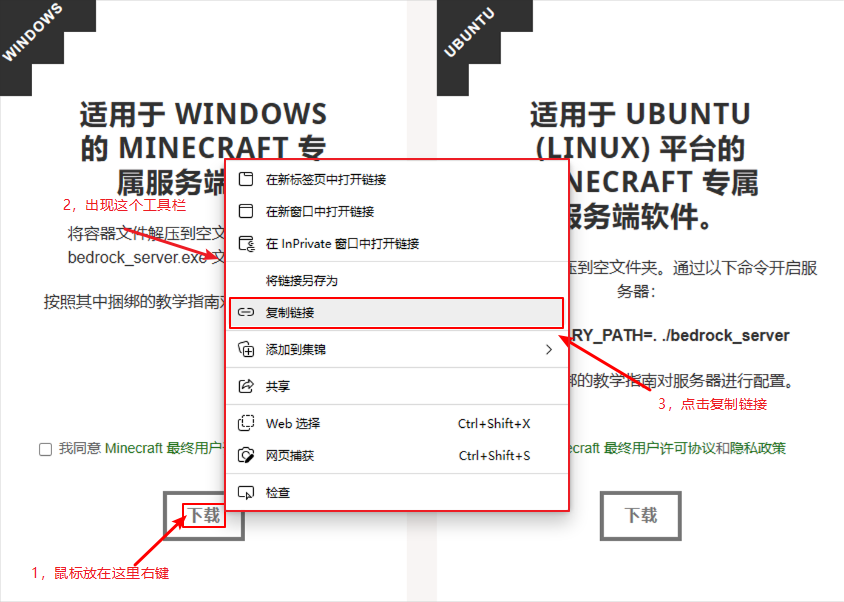 WINDOWS
适用于 WINDOWS
的 MINECRAFT 专
属服务端
2，出现这个工具栏
将容器文件解压到空文
bedrock_server.exe 文
按照其中捆绑的教学指南对
我同意 Minecraft 最终用户
下载
1，鼠标放在这里右键
在新标签页中打开链接
在新窗口中打开链接
在 InPrivate 窗口中打开链接
将链接另存为
复制链接
添加到集锦
共享
Web 选择 Ctrl+Shift+X
网页捕获 Ctrl+Shift+S
检查
UBUNTU
适用于 UBUNTU
(LINUX) 平台的
NECRAFT 专属
服务端软件。
压到空文件夹。通过以下命令开启服
务器：
RY_PATH=. ./bedrock_server
绑的教学指南对服务器进行配置。
3，点击复制链接
ecraft 最终用户许可协议和隐私政策
下载